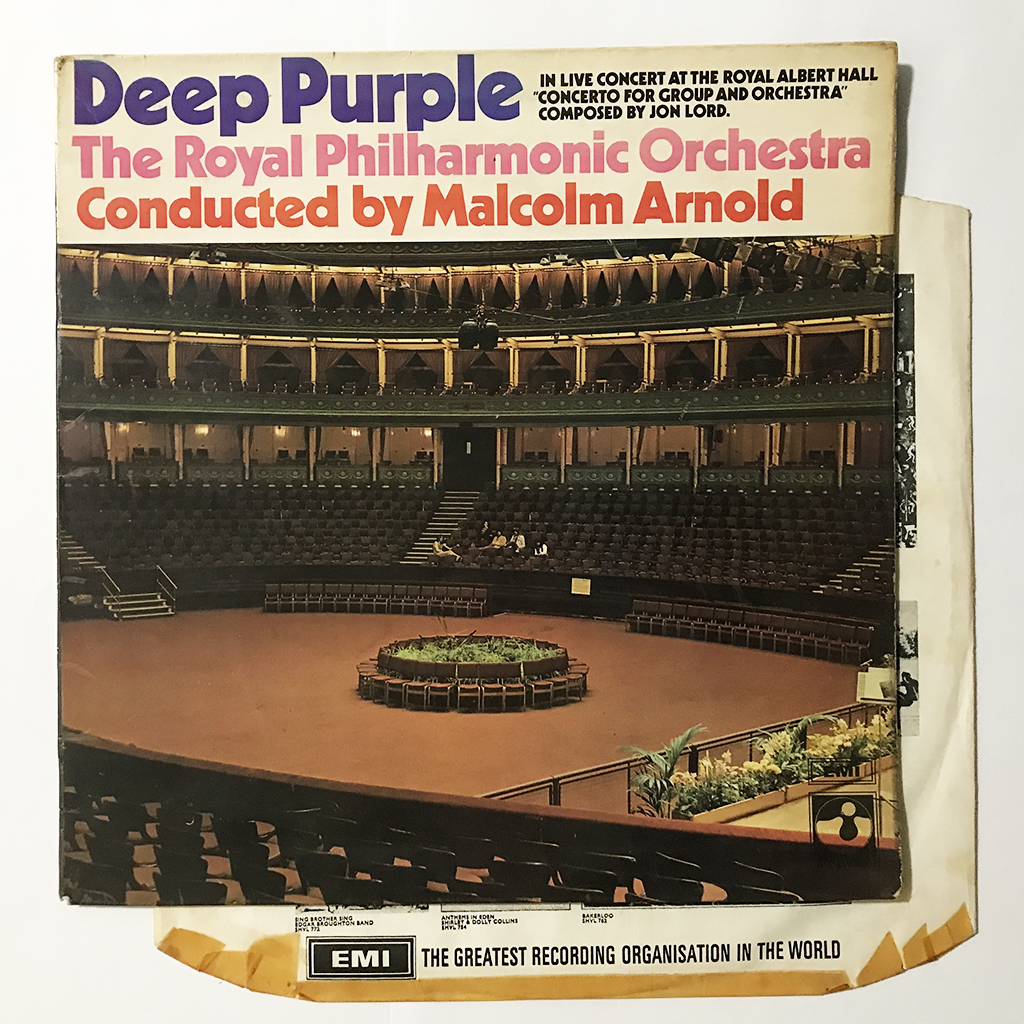 Deep Purple
IN LIVE CONCERT AT THE ROYAL ALBERT HALL
"CONCERTO FOR GROUP AND ORCHESTRA"
COMPOSED BY JON LORD.
The Royal Philharmonic Orchestra
Conducted by Malcolm Arnold
EMI
SING BROTHER SING
EDGAR BROUGHTON BAND
SHVL 772
ANTHEMS IN EDEN
SHIRLEY & DOLLY COLLINS
SHVL 754
BAKERLOO
SHVL 762
EMI THE GREATEST RECORDING ORGANISATION IN THE WORLD